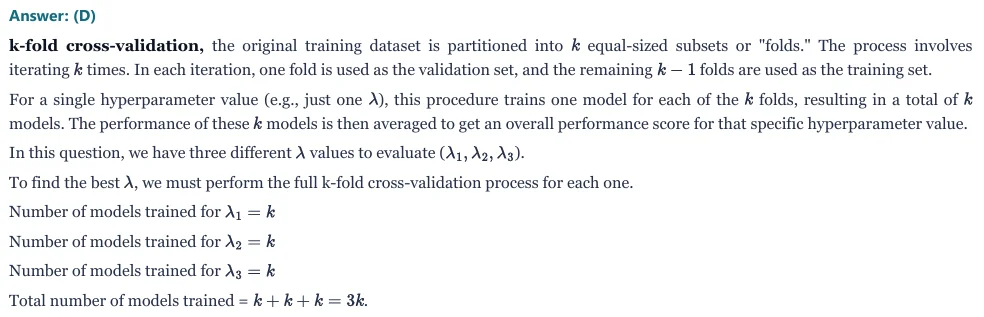 Answer: (D)
k-fold cross-validation, the original training dataset is partitioned into k equal-sized subsets or "folds." The process involves
iterating k times. In each iteration, one fold is used as the validation set, and the remaining k − 1 folds are used as the training set.
For a single hyperparameter value (e.g., just one λ), this procedure trains one model for each of the k folds, resulting in a total of k
models. The performance of these k models is then averaged to get an overall performance score for that specific hyperparameter value.
In this question, we have three different λ values to evaluate (λ₁, λ₂, λ₃).
To find the best λ, we must perform the full k-fold cross-validation process for each one.
Number of models trained for λ₁ = k
Number of models trained for λ₂ = k
Number of models trained for λ₃ = k
Total number of models trained = k + k + k = 3k.